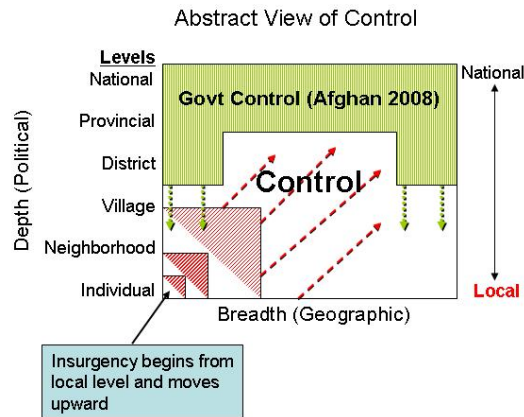 Abstract View of Control
Levels
National
Provincial
District
Village
Neighborhood
Individual
Depth (Political)
Govt Control (Afghan 2008)
Control
National
Local
Breadth (Geographic)
Insurgency begins from
local level and moves
upward